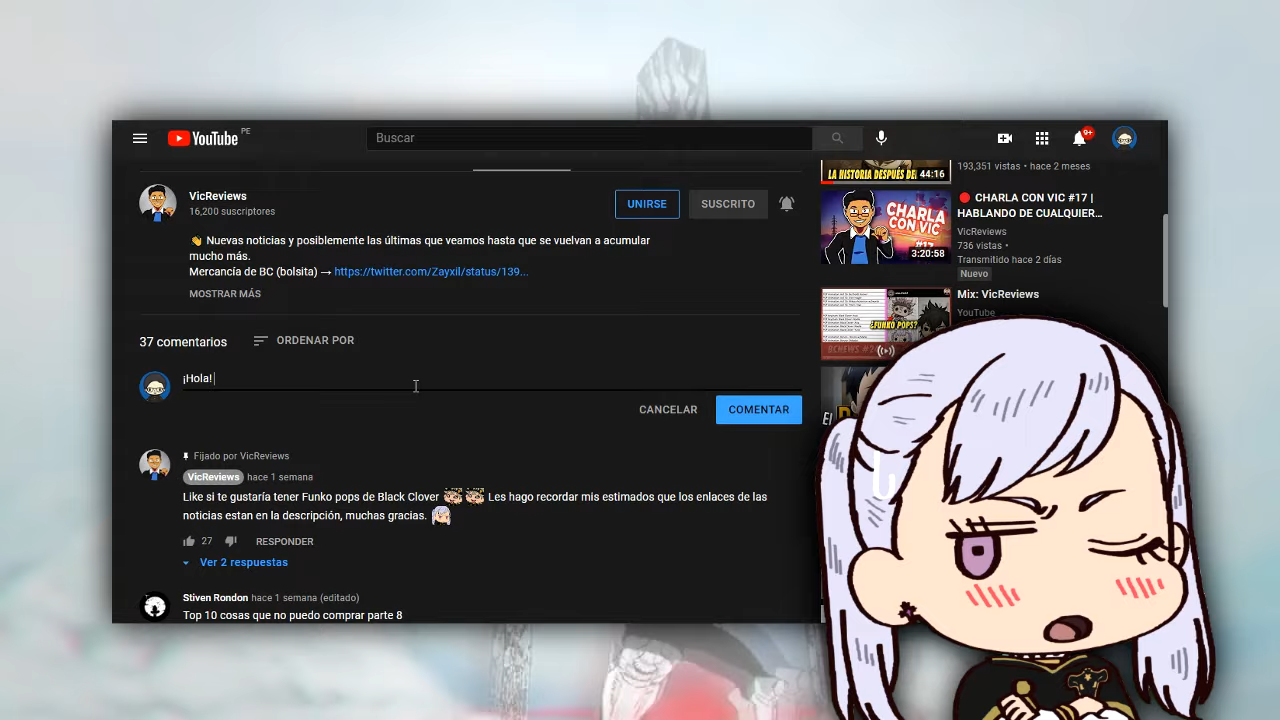 YouTube PE
Buscar
9+
VicReviews
16,200 suscriptores
UNIRSE
SUSCRITO
👋 Nuevas noticias y posiblemente las últimas que veamos hasta que se vuelvan a acumular
mucho más.
Mercancía de BC (bolsita) → https://twitter.com/Zayxil/status/139...
MOSTRAR MÁS
37 comentarios
ORDENAR POR
¡Hola!
CANCELAR
COMENTAR
Fijado por VicReviews
VicReviews hace 1 semana
Like si te gustaría tener Funko pops de Black Clover Les hago recordar mis estimados que los enlaces de las
noticias estan en la descripción, muchas gracias.
27
RESPONDER
Ver 2 respuestas
Stiven Rondon hace 1 semana (editado)
Top 10 cosas que no puedo comprar parte 8
LA HISTORIA DESPUÉS DE
44:16
193,351 vistas • hace 2 meses
CHARLA
CON VIC
#17
3:20:58
🔴 CHARLA CON VIC #17 |
HABLANDO DE CUALQUIER...
VicReviews
736 vistas •
Transmitido hace 2 días
Nuevo
¿FUNKO POPS?
Mix: VicReviews
YouTube